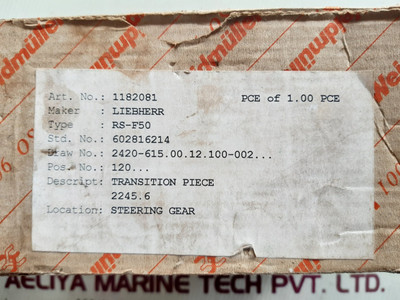 Weidmüller
Art. No.: 1182081 PCE of 1.00 PCE
Maker : LIEBHERR
Type : RS-F50
Std. No.: 602816214
Draw No.: 2420-615.00.12.100-002...
Pos. No.: 120...
Descript: TRANSITION PIECE
2245.6
Location: STEERING GEAR
AELIYA MARINE TECH PVT. LTD.